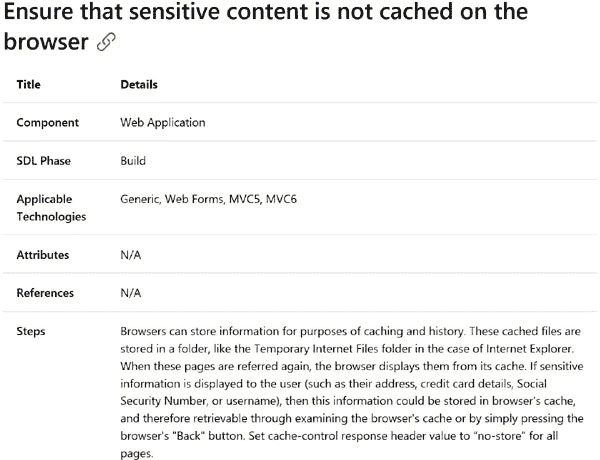 Ensure that sensitive content is not cached on the
browser
Title Details
Component Web Application
SDL Phase Build
Applicable Generic, Web Forms, MVC5, MVC6
Technologies
Attributes N/A
References N/A
Steps Browsers can store information for purposes of caching and history. These cached files are
stored in a folder, like the Temporary Internet Files folder in the case of Internet Explorer.
When these pages are referred again, the browser displays them from its cache. If sensitive
information is displayed to the user (such as their address, credit card details, Social
Security Number, or username), then this information could be stored in browser's cache,
and therefore retrievable through examining the browser's cache or by simply pressing the
browser's "Back" button. Set cache-control response header value to "no-store" for all
pages.